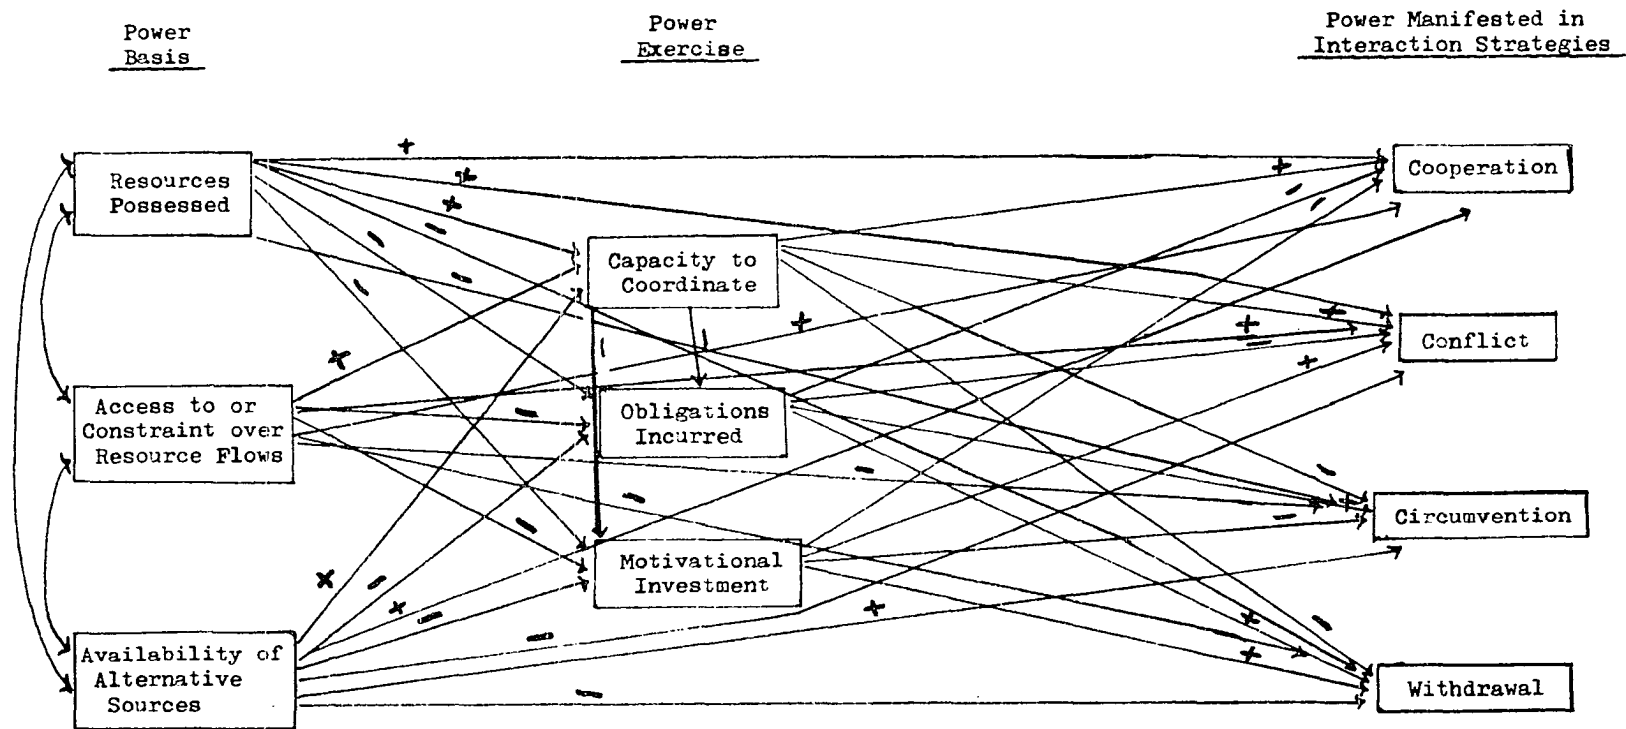 Power
Basis
Power
Exercise
Power Manifested in
Interaction Strategies
Resources
Possessed
Cooperation
Capacity to
Coordinate
Conflict
Access to or
Constraint over
Resource Flows
Obligations
Incurred
Circumvention
Motivational
Investment
Availability of
Alternative
Sources
Withdrawal